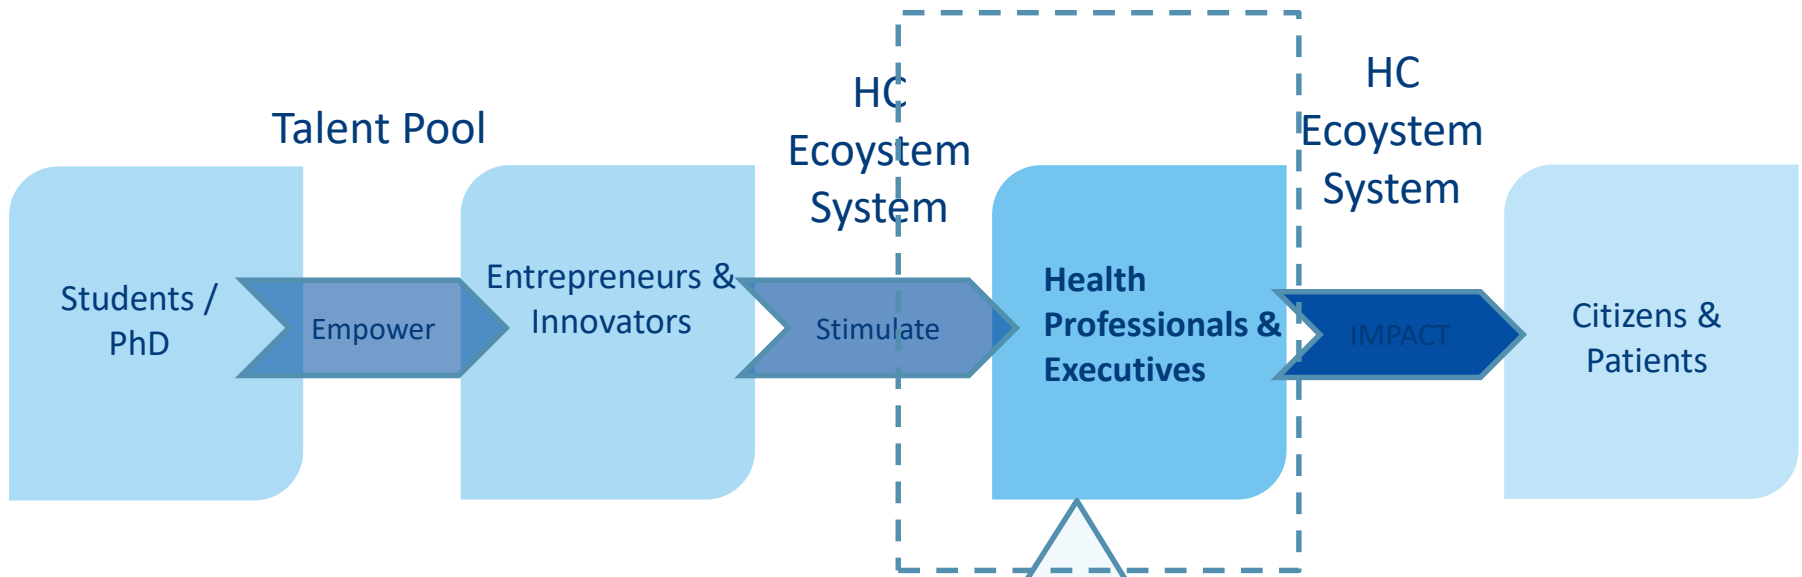 Talent Pool
HC
Ecoystem
System
HC
Ecoystem
System
Students /
PhD
Empower
Entrepreneurs &
Innovators
Stimulate
Health
Professionals &
Executives
IMPACT
Citizens &
Patients